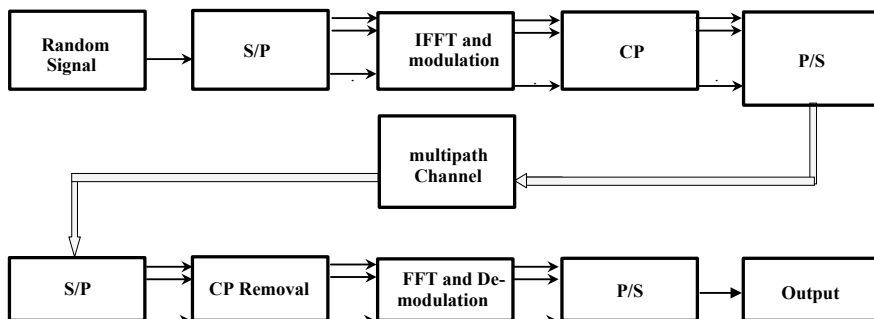 Random
Signal
S/P
IFFT and
modulation
CP
P/S
multipath
Channel
S/P
CP Removal
FFT and De-
modulation
P/S
Output